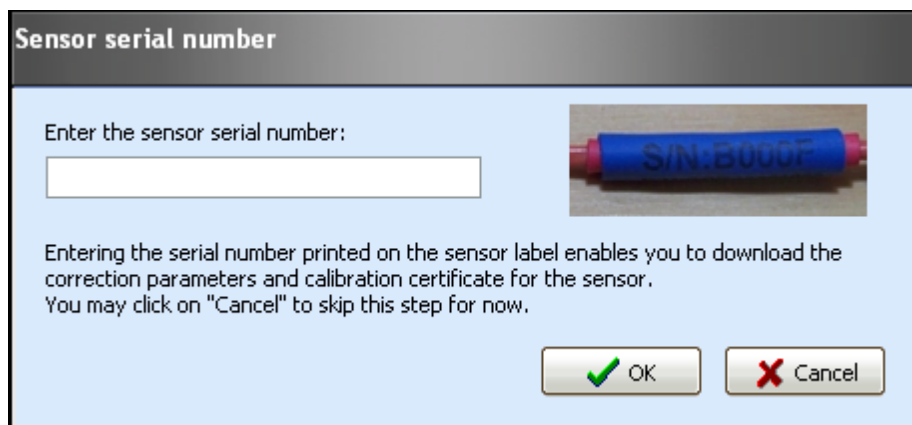 Sensor serial number
Enter the sensor serial number:
S/N:B000F
Entering the serial number printed on the sensor label enables you to download the
correction parameters and calibration certificate for the sensor.
You may click on "Cancel" to skip this step for now.
OK
Cancel